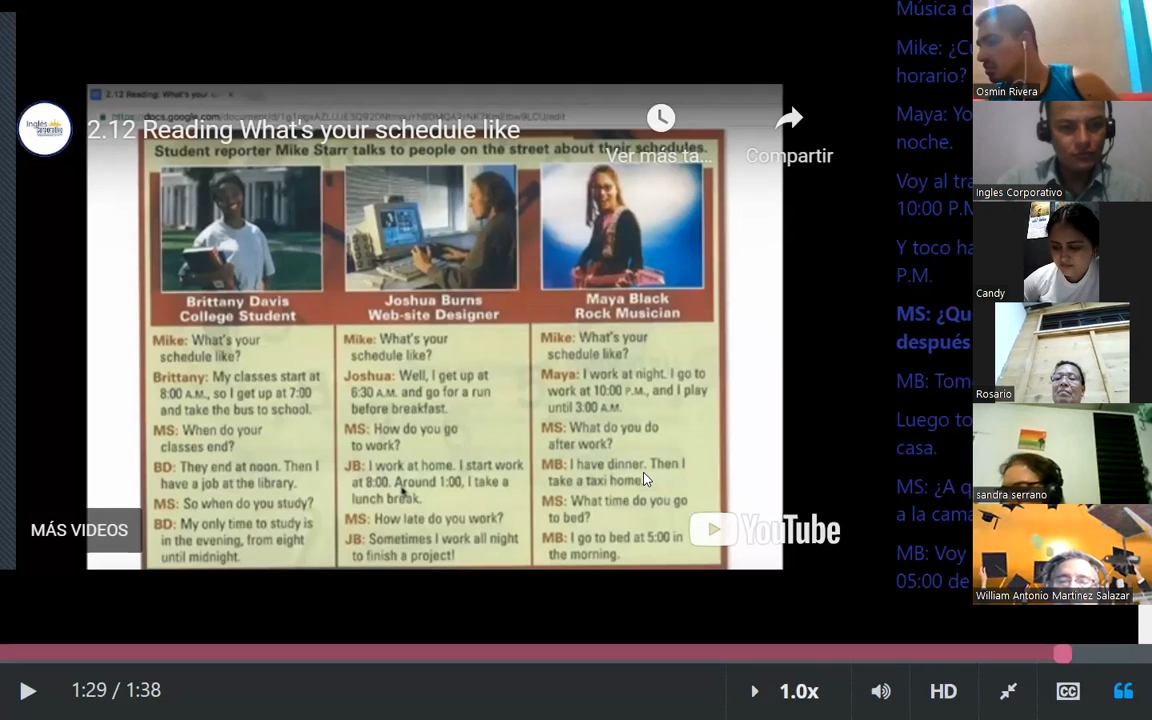 2.12 Reading: What's your
2.12 Reading What's your schedule like
Ver más ta...
Compartir
Student reporter Mike Starr talks to people on the street about their schedules.
Brittany Davis
College Student
Mike: What's your
schedule like?
Brittany: My classes start at
8:00 A.M., so I get up at 7:00
and take the bus to school.
MS: When do your
classes end?
BD: They end at noon. Then I
have a job at the library.
MS: So when do you study?
BD: My only time to study is
in the evening, from eight
until midnight.
Joshua Burns
Web-site Designer
Mike: What's your
schedule like?
Joshua: Well, I get up at
6:30 A.M. and go for a run
before breakfast.
MS: How do you go
to work?
JB: I work at home. I start work
at 8:00. Around 1:00, I take a
lunch break.
MS: How late do you work?
JB: Sometimes I work all night
to finish a project!
Maya Black
Rock Musician
Mike: What's your
schedule like?
Maya: I work at night. I go to
work at 10:00 P.M., and I play
until 3:00 A.M.
MS: What do you do
after work?
MB: I have dinner. Then I
take a taxi home.
MS: What time do you go
to bed?
MB: I go to bed at 5:00 in
the morning.
MÁS VIDEOS
YouTube
Música d
Mike: ¿C
horario?
Maya: Yo
noche.
Voy al tra
10:00 P.M
Y toco ha
P.M.
MS: ¿Qu
después
MB: Tom
Luego to
casa.
MS: ¿A q
a la cama
MB: Voy
05:00 de
Osmin Rivera
Ingles Corporativo
Candy
Rosario
sandra serrano
William Antonio Martinez Salazar
1:29 / 1:38
1.0x
HD
CC